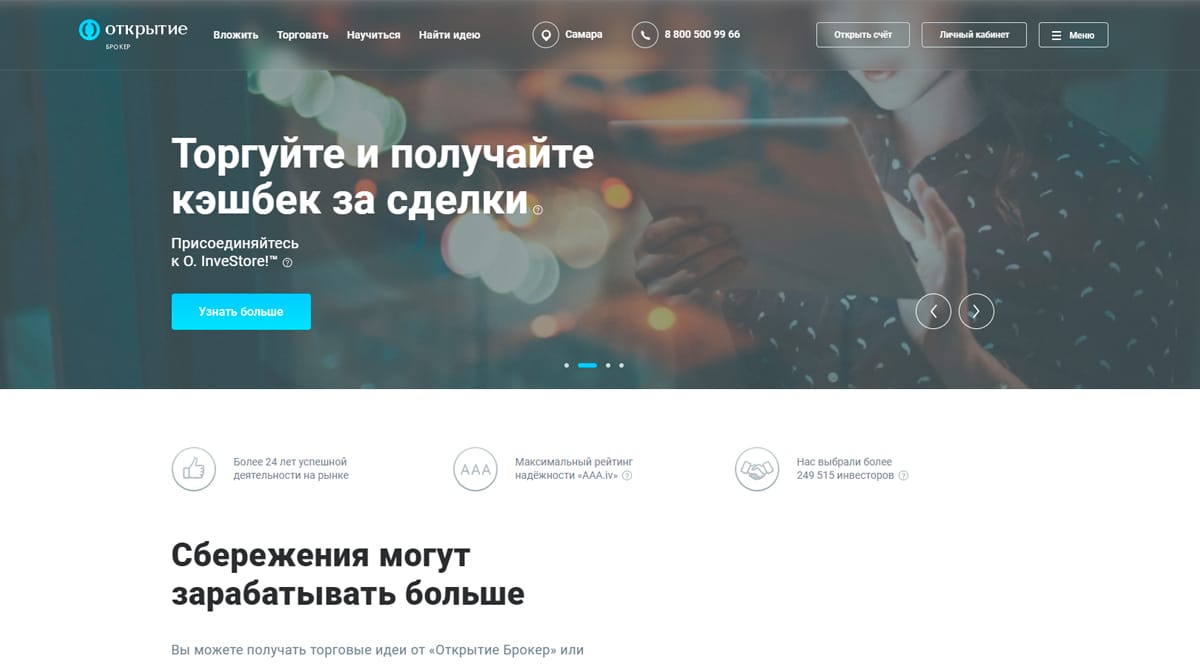 открытие
БРОКЕР
Вложить Торговать Научиться Найти идею Самара 8 800 500 99 66 Открыть счёт Личный кабинет Меню
Торгуйте и получайте
кэшбек за сделки ?
Присоединяйтесь
к О. InveStore!™ ?
Узнать больше
Более 24 лет успешной
деятельности на рынке
AAA
Максимальный рейтинг
надёжности «AAA.iv» ?
Нас выбрали более
249 515 инвесторов ?
Сбережения могут
зарабатывать больше
Вы можете получать торговые идеи от «Открытие Брокер» или